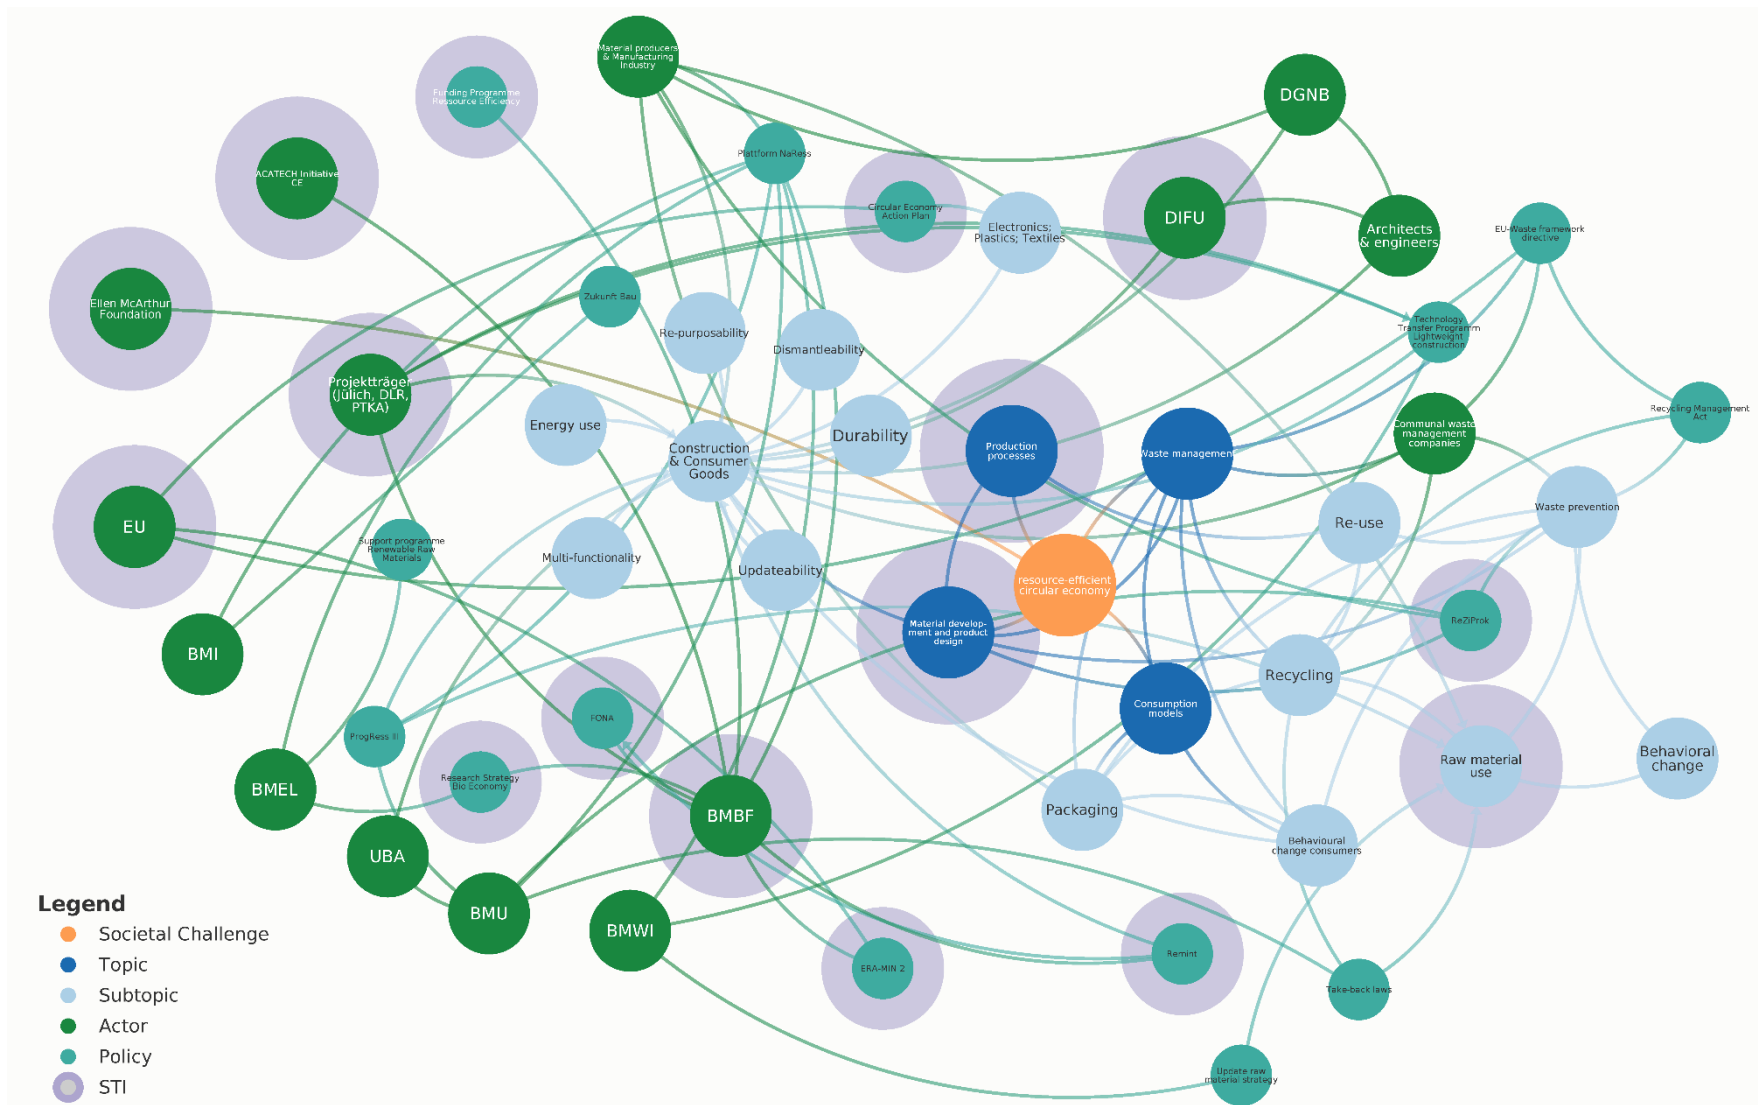 Material producers
& Manufacturing
Industry
Funding Programme
Ressource Efficiency
DGNB
Plattform NaRess
ACATECH Initiative
CE
Circular Economy
Action Plan
DIFU
Electronics;
Plastics; Textiles
Architects
& engineers
EU-Waste framework
directive
Ellen McArthur
Foundation
Zukunft Bau
Re-purposability
Dismantleability
Technology
Transfer Programm
Lightweight
construction
Projektträger
(Jülich, DLR,
PTKA)
Energy use
Durability
Construction
& Consumer
Goods
Production
processes
Waste management
Communal waste
management
companies
Recycling Management
Act
EU
Support programme
Renewable Raw
Materials
Multi-functionality
Updateability
resource-efficient
circular economy
Re-use
Waste prevention
BMI
Material develop-
ment and product
design
ReZiProk
Recycling
Consumption
models
ProgRess III
FONA
Research Strategy
Bio Economy
BMEL
BMBF
Packaging
Raw material
use
Behavioral
change
UBA
BMU
BMWI
Behavioural
change consumers
ERA-MIN 2
Remint
Take-back laws
Update raw
material strategy
Legend
Societal Challenge
Topic
Subtopic
Actor
Policy
STI